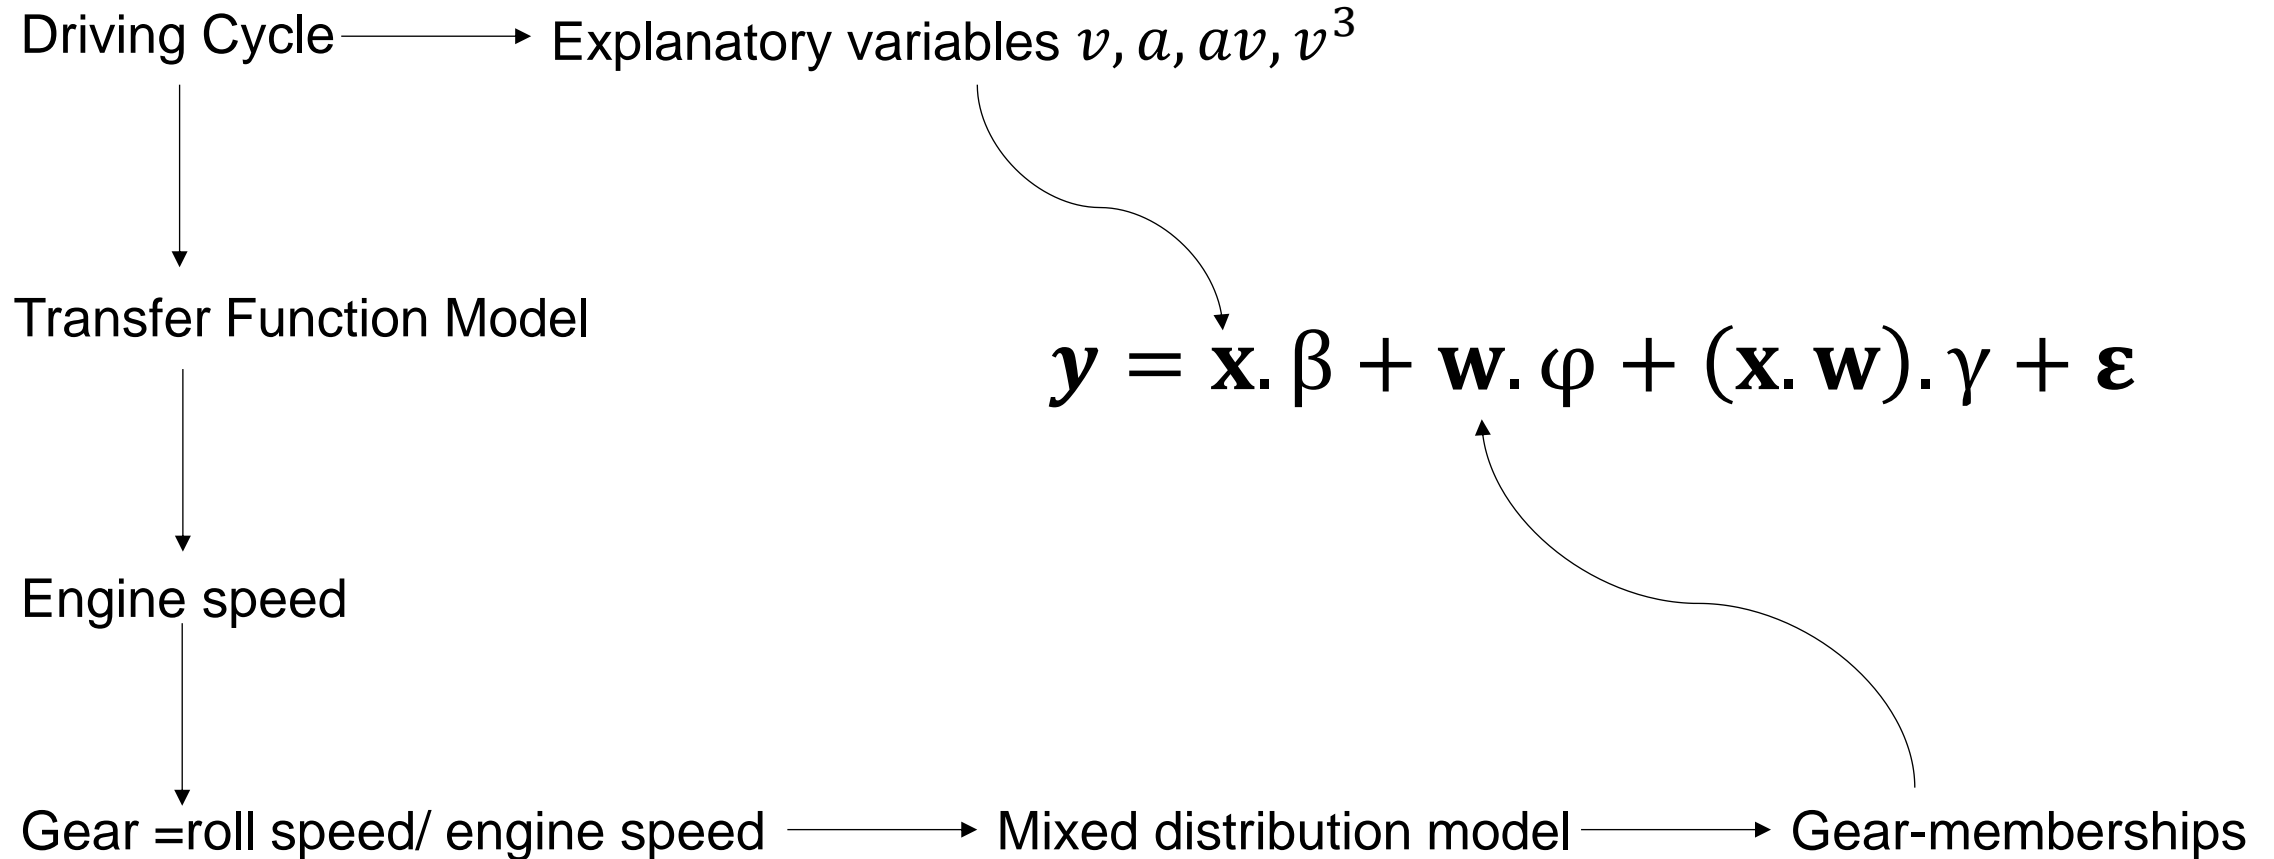 Driving Cycle
Explanatory variables v, a, av, v³
Transfer Function Model
y = x. β + w. φ + (x. w). γ + ε
Engine speed
Gear =roll speed/ engine speed
Mixed distribution model
Gear-memberships